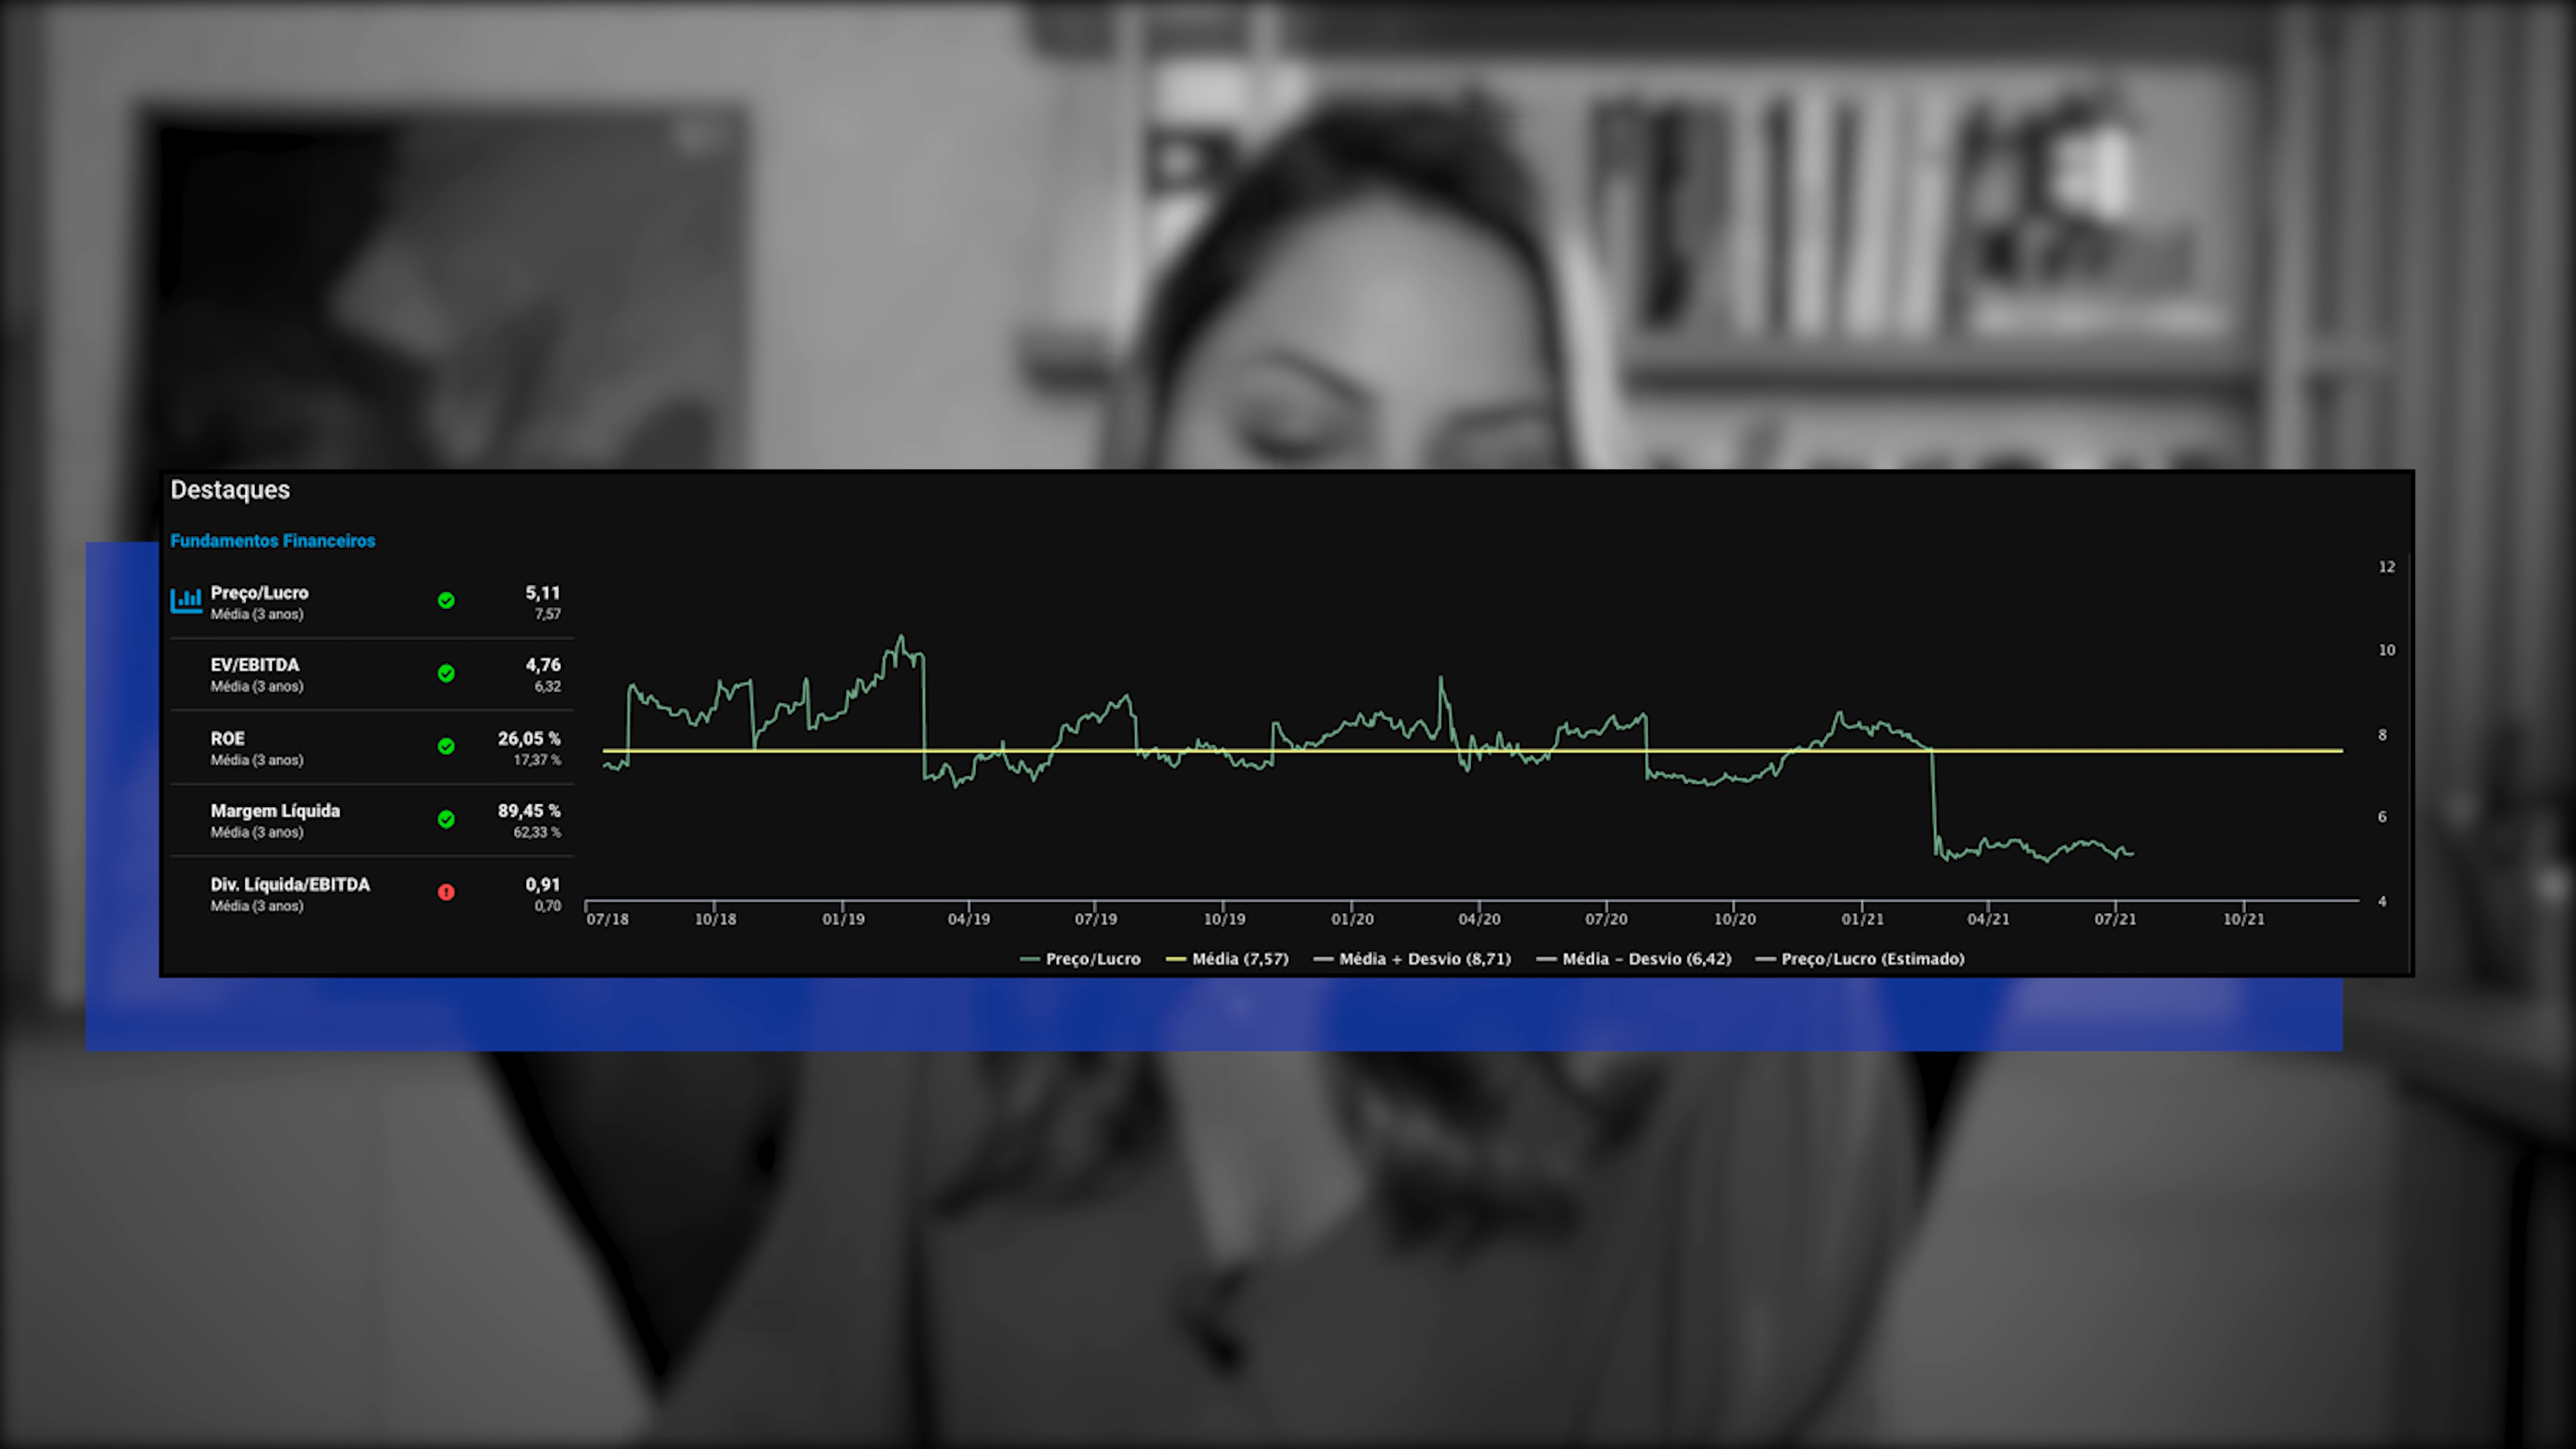 Destaques
Fundamentos Financeiros
Preço/Lucro 5,11
Média (3 anos) 7,57
EV/EBITDA 4,76
Média (3 anos) 6,32
ROE 26,05 %
Média (3 anos) 17,37 %
Margem Líquida 89,45 %
Média (3 anos) 62,33 %
Div. Líquida/EBITDA 0,91
Média (3 anos) 0,70
12
10
8
6
4
07/18 10/18 01/19 04/19 07/19 10/19 01/20 04/20 07/20 10/20 01/21 04/21 07/21 10/21
Preço/Lucro Média (7,57) Média + Desvio (8,71) Média - Desvio (6,42) Preço/Lucro (Estimado)